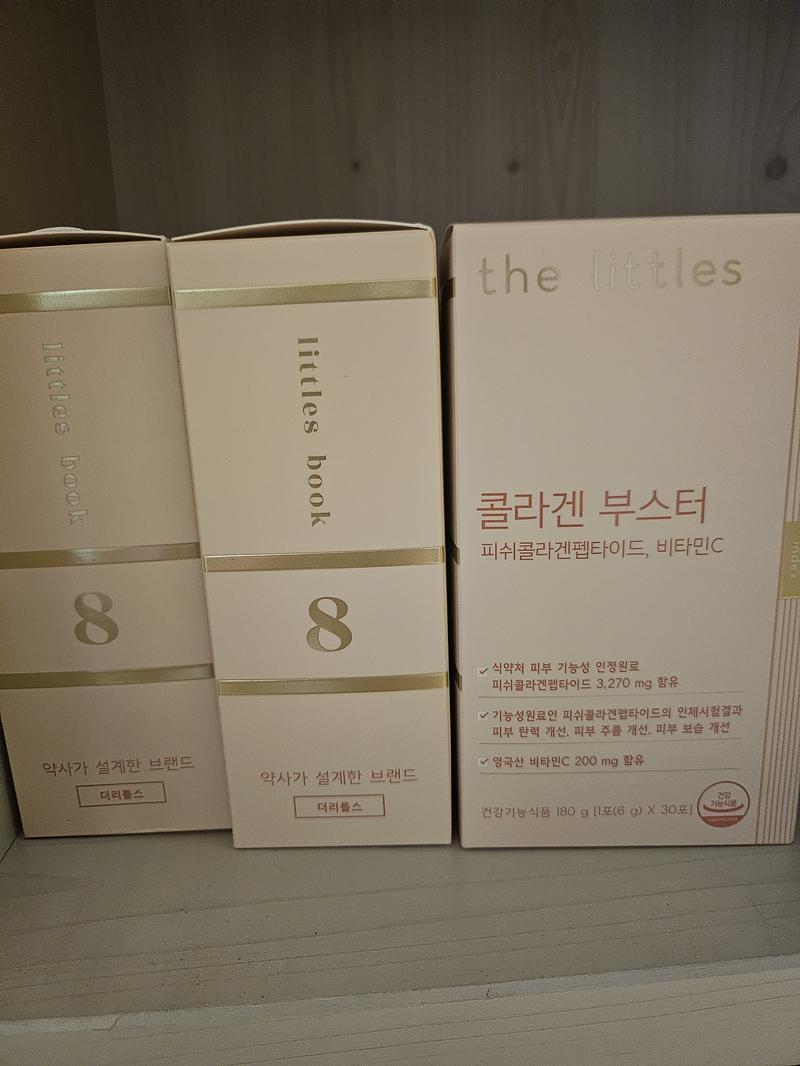 littles book
8
약사가 설계한 브랜드
더리틀스
littles book
8
약사가 설계한 브랜드
더리틀스
the littles
콜라겐 부스터
피쉬콜라겐펩타이드, 비타민C
식약처 피부 기능성 인정원료
피쉬콜라겐펩타이드 3,270 mg 함유
기능성원료인 피쉬콜라겐펩타이드의 인체시험결과
피부 탄력 개선, 피부 주름 개선, 피부 보습 개선
영국산 비타민C 200 mg 함유
건강기능식품 180 g [1포(6 g) X 30포]
건강
기능식품
index